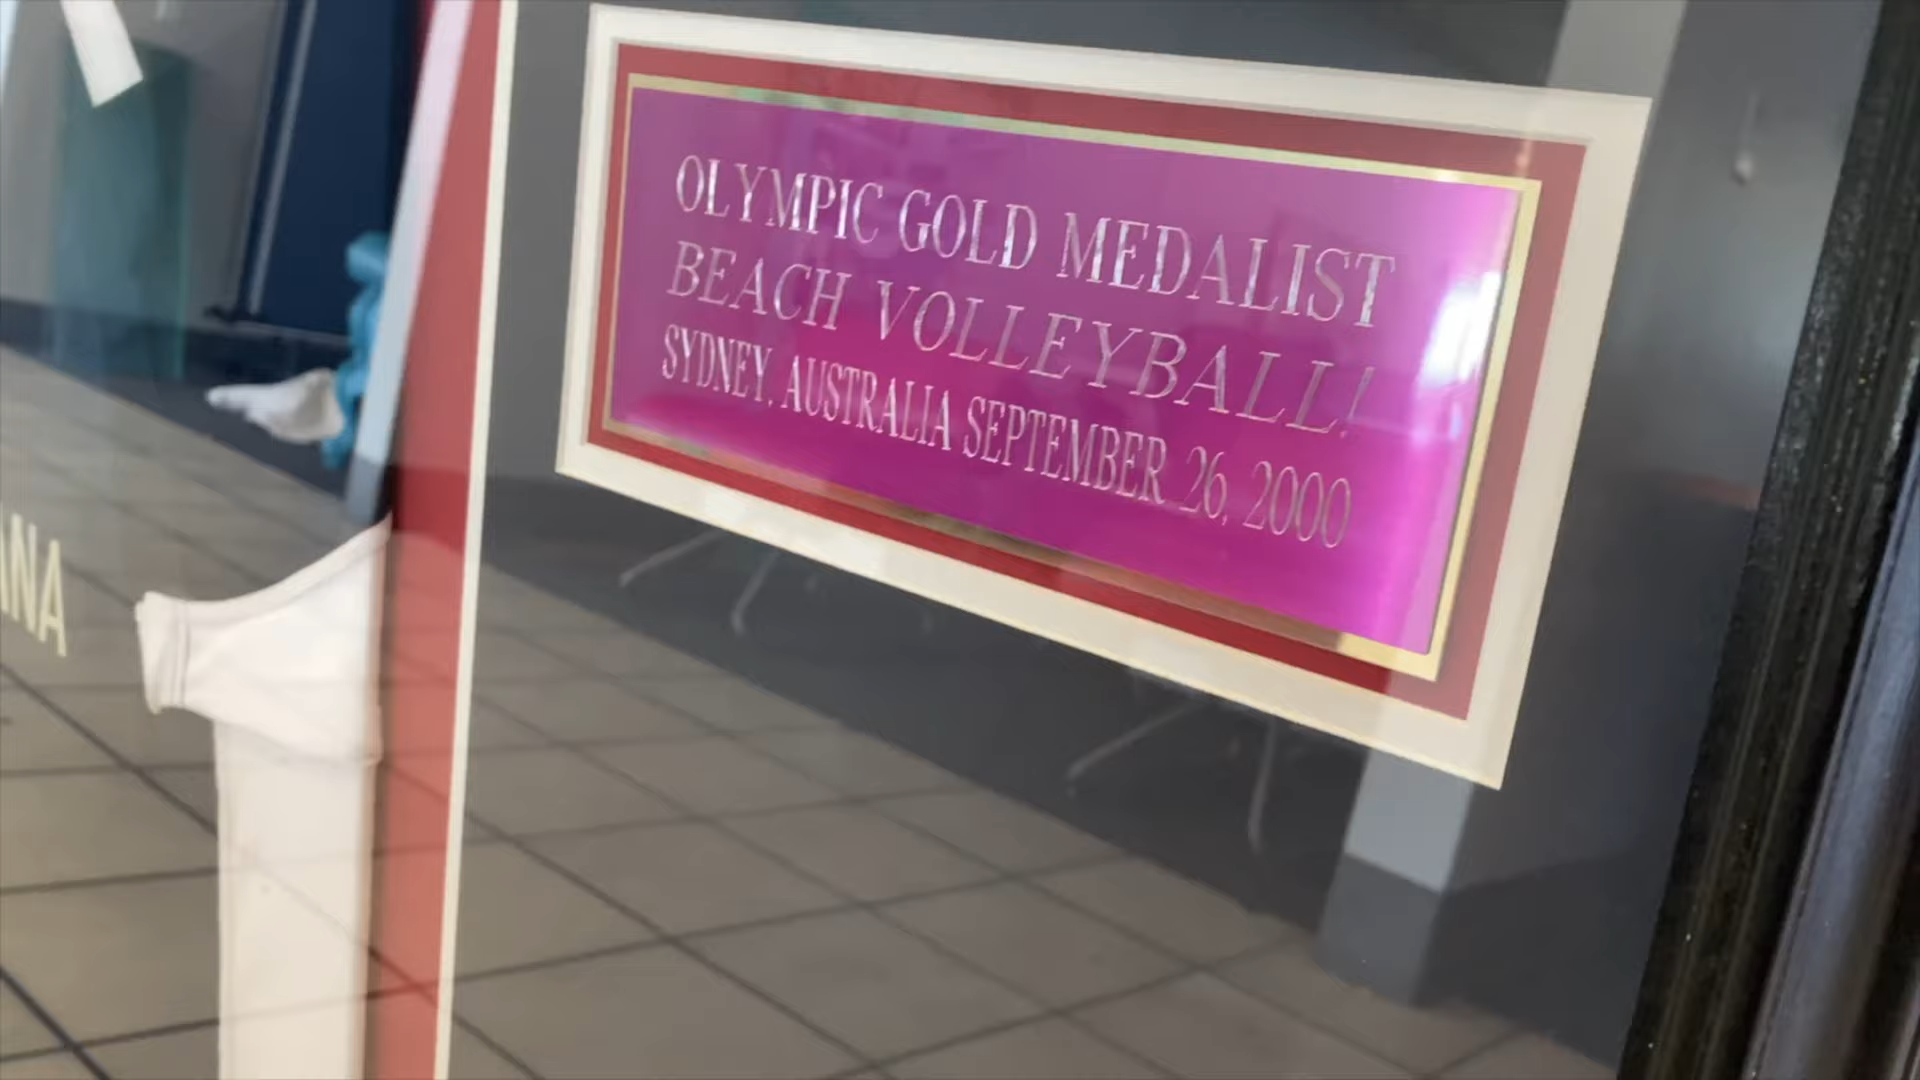 OLYMPIC GOLD MEDALIST
BEACH VOLLEYBALL!
SYDNEY, AUSTRALIA SEPTEMBER 26, 2000